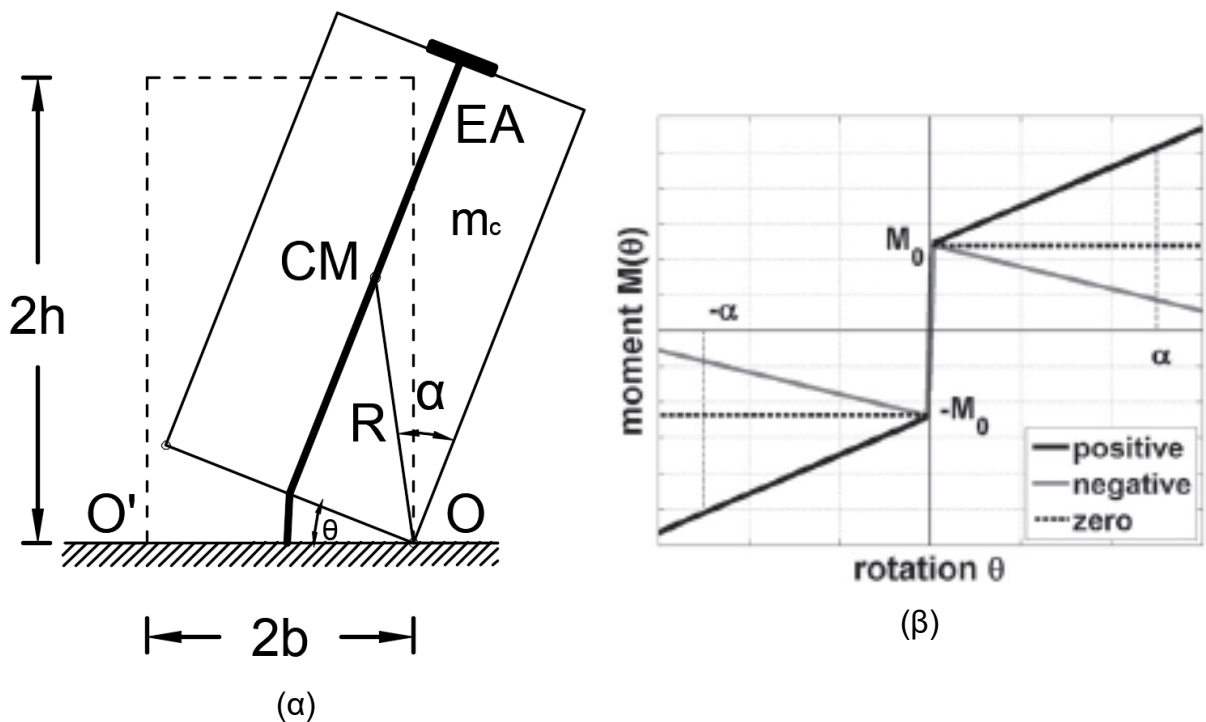 EA
m c
CM
2h
R
α
O'
θ
O
2b
(α)
moment M(θ)
M0
-α
α
-M0
positive
negative
zero
rotation θ
(β)